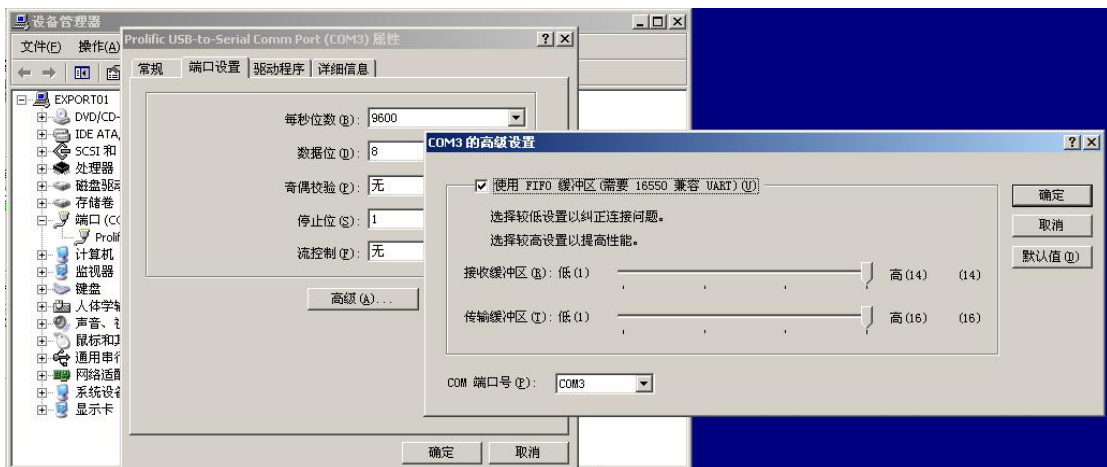 设备管理器
文件(F) 操作(A)
EXPORT01
DVD/CD-
IDE ATA,
SCSI 和
处理器
磁盘驱动
存储卷
端口 (CO
Prolif
计算机
监视器
键盘
人体学输
声音、视
鼠标和其
通用串行
网络适配
系统设备
显示卡
Prolific USB-to-Serial Comm Port (COM3) 属性
常规 端口设置 驱动程序 详细信息
每秒位数(B): 9600
数据位(D): 8
奇偶校验(P): 无
停止位(S): 1
流控制(F): 无
高级(A)...
确定 取消
COM3 的高级设置
使用 FIFO 缓冲区(需要 16550 兼容 UART)(U)
选择较低设置以纠正连接问题。
选择较高设置以提高性能。
接收缓冲区(R): 低(1) 高(14) (14)
传输缓冲区(T): 低(1) 高(16) (16)
COM 端口号(P): COM3
确定
取消
默认值(D)